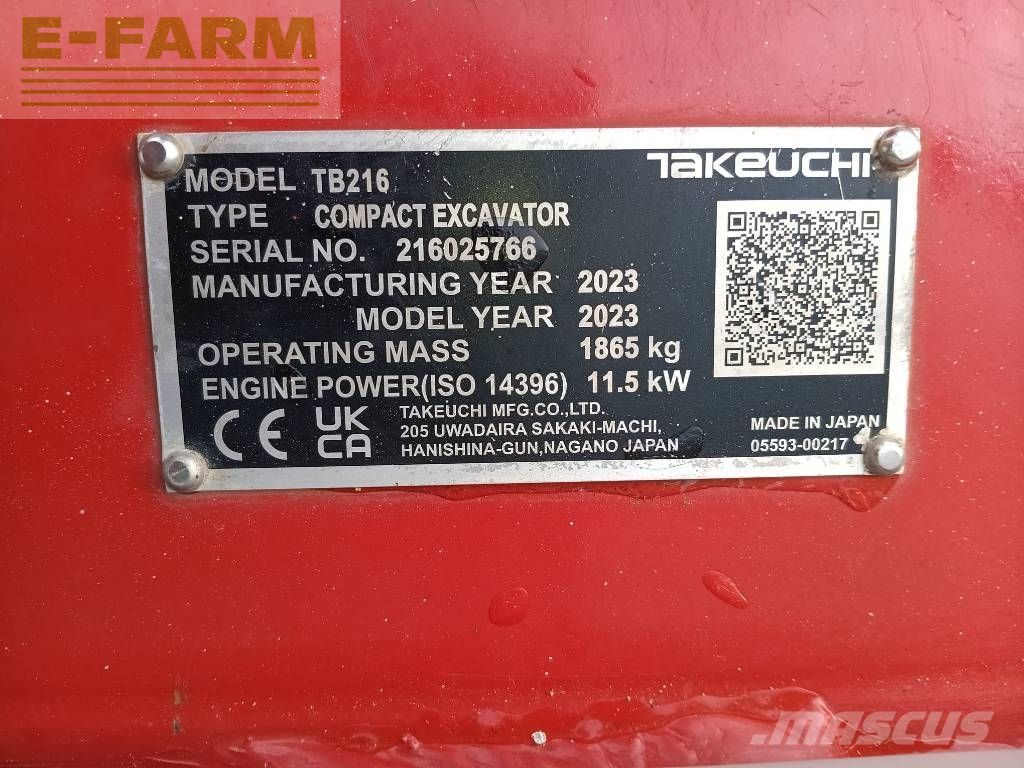 E-FARM
TAKEUCHI
MODEL TB216
TYPE COMPACT EXCAVATOR
SERIAL NO. 216025766
MANUFACTURING YEAR 2023
MODEL YEAR 2023
OPERATING MASS 1865 kg
ENGINE POWER(ISO 14396) 11.5 kW
CE UK
CA
TAKEUCHI MFG.CO.,LTD.
205 UWADAIRA SAKAKI-MACHI,
HANISHINA-GUN,NAGANO JAPAN
MADE IN JAPAN
05593-00217
mascus